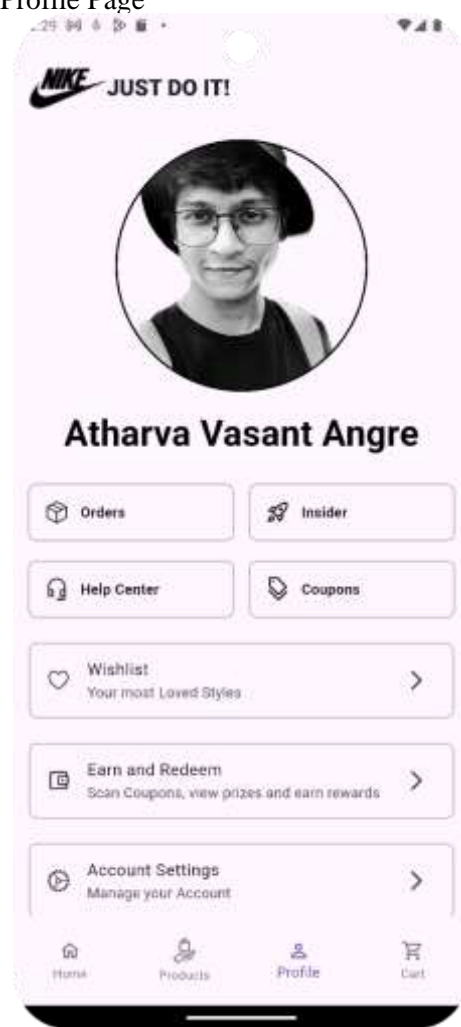 Profile Page
:29
NIKE JUST DO IT!
Atharva Vasant Angre
Orders Insider
Help Center Coupons
Wishlist
Your most Loved Styles
Earn and Redeem
Scan Coupons, view prizes and earn rewards
Account Settings
Manage your Account
Home Products Profile Cart